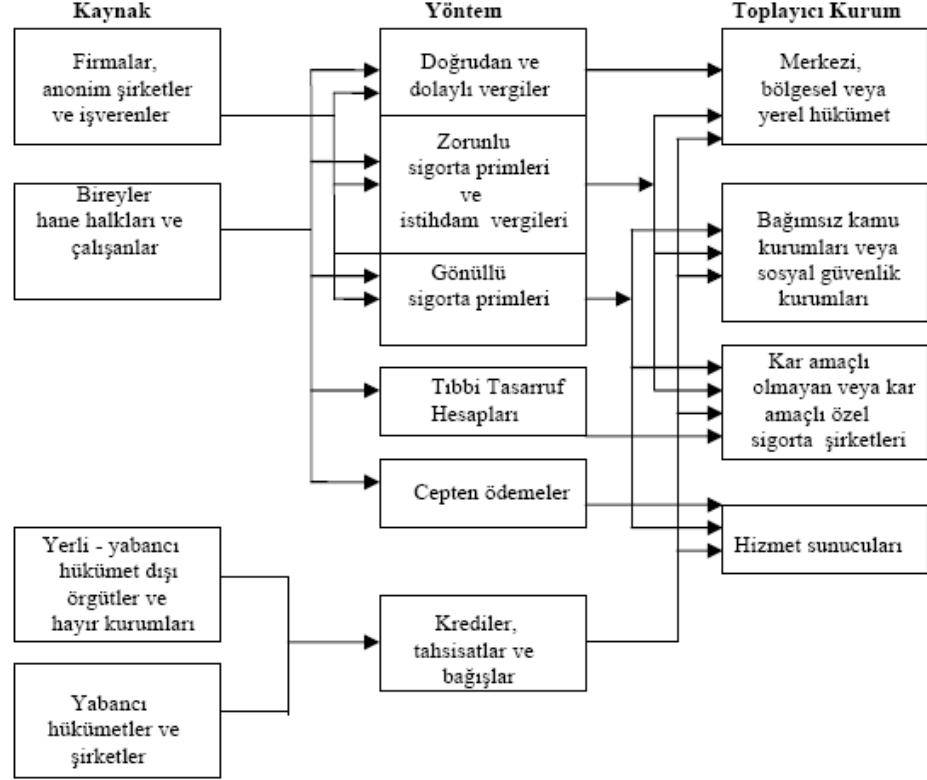 Kaynak
Yöntem
Toplayıcı Kurum
Firmalar,
anonim şirketler
ve işverenler
Doğrudan ve
dolaylı vergiler
Merkezi,
bölgesel veya
yerel hükümet
Bireyler
hane halkları ve
çalışanlar
Zorunlu
sigorta primleri
ve
istihdam vergileri
Bağımsız kamu
kurumları veya
sosyal güvenlik
kurumları
Gönüllü
sigorta primleri
Tıbbi Tasarruf
Hesapları
Kar amaçlı
olmayan veya kar
amaçlı özel
sigorta şirketleri
Cepten ödemeler
Hizmet sunucuları
Yerli - yabancı
hükümet dışı
örgütler ve
hayır kurumları
Krediler,
tahsisatlar ve
bağışlar
Yabancı
hükümetler ve
şirketler